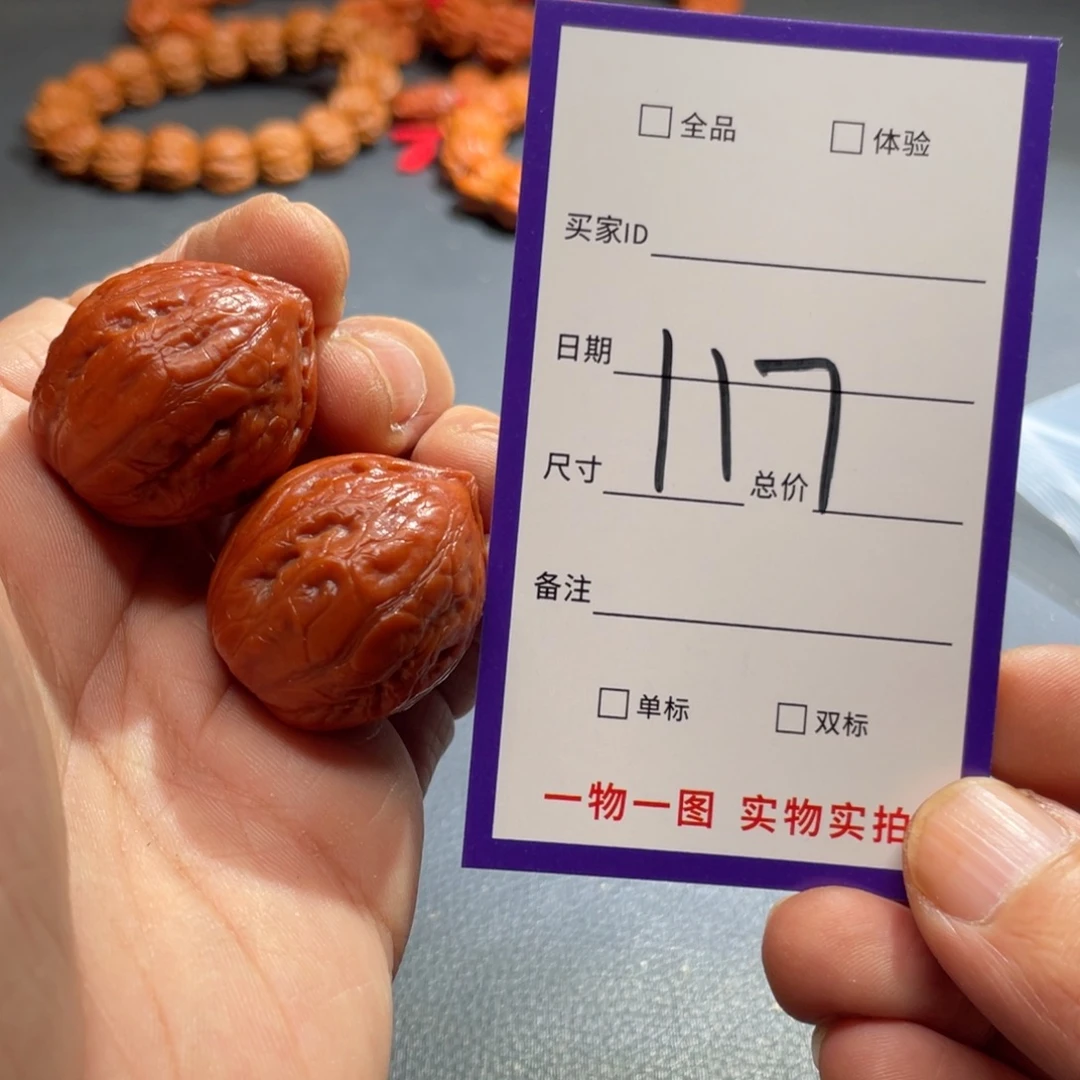 □ 全品 □ 体验
买家ID
日期
117
尺寸 总价
备注
□ 单标 □ 双标
一物一图 实物实拍